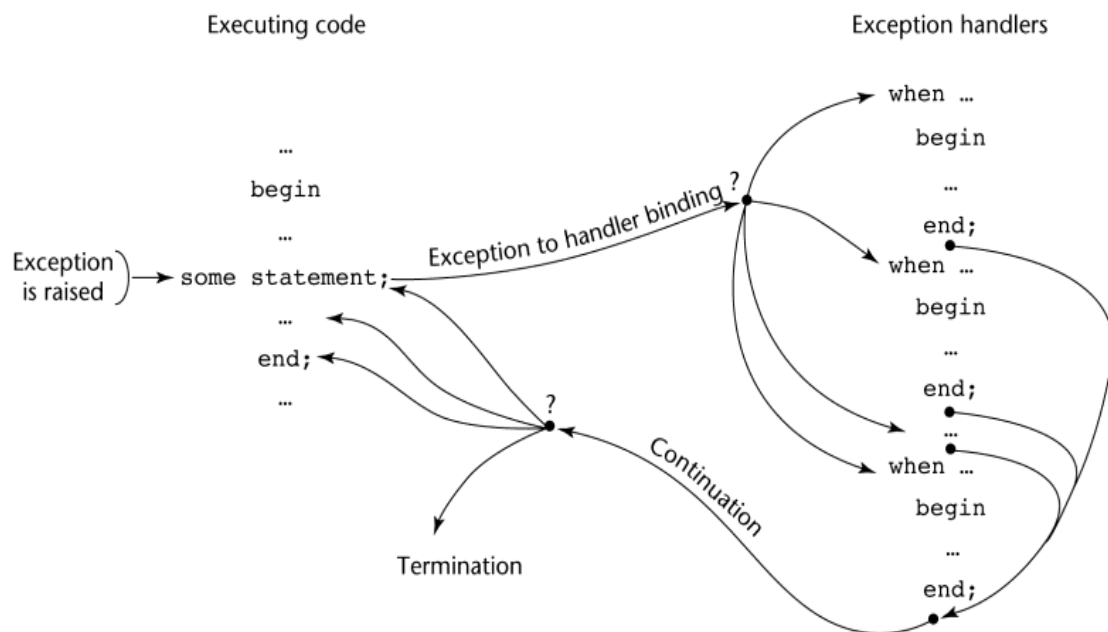 Executing code
Exception handlers
…
begin
…
Exception
is raised
some statement;
…
end;
…
Exception to handler binding
?
when …
begin
…
end;
when …
begin
…
end;
…
when …
begin
…
end;
Continuation
?
Termination